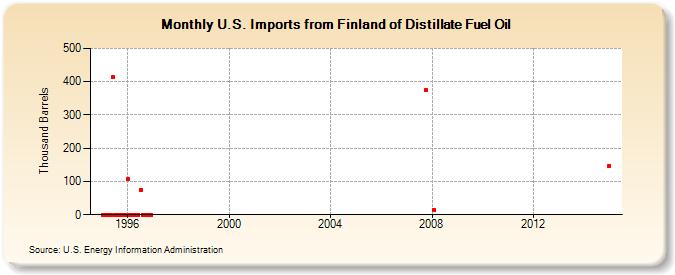 Monthly U.S. Imports from Finland of Distillate Fuel Oil
Thousand Barrels
500
400
300
200
100
0
1996 2000 2004 2008 2012
Source: U.S. Energy Information Administration